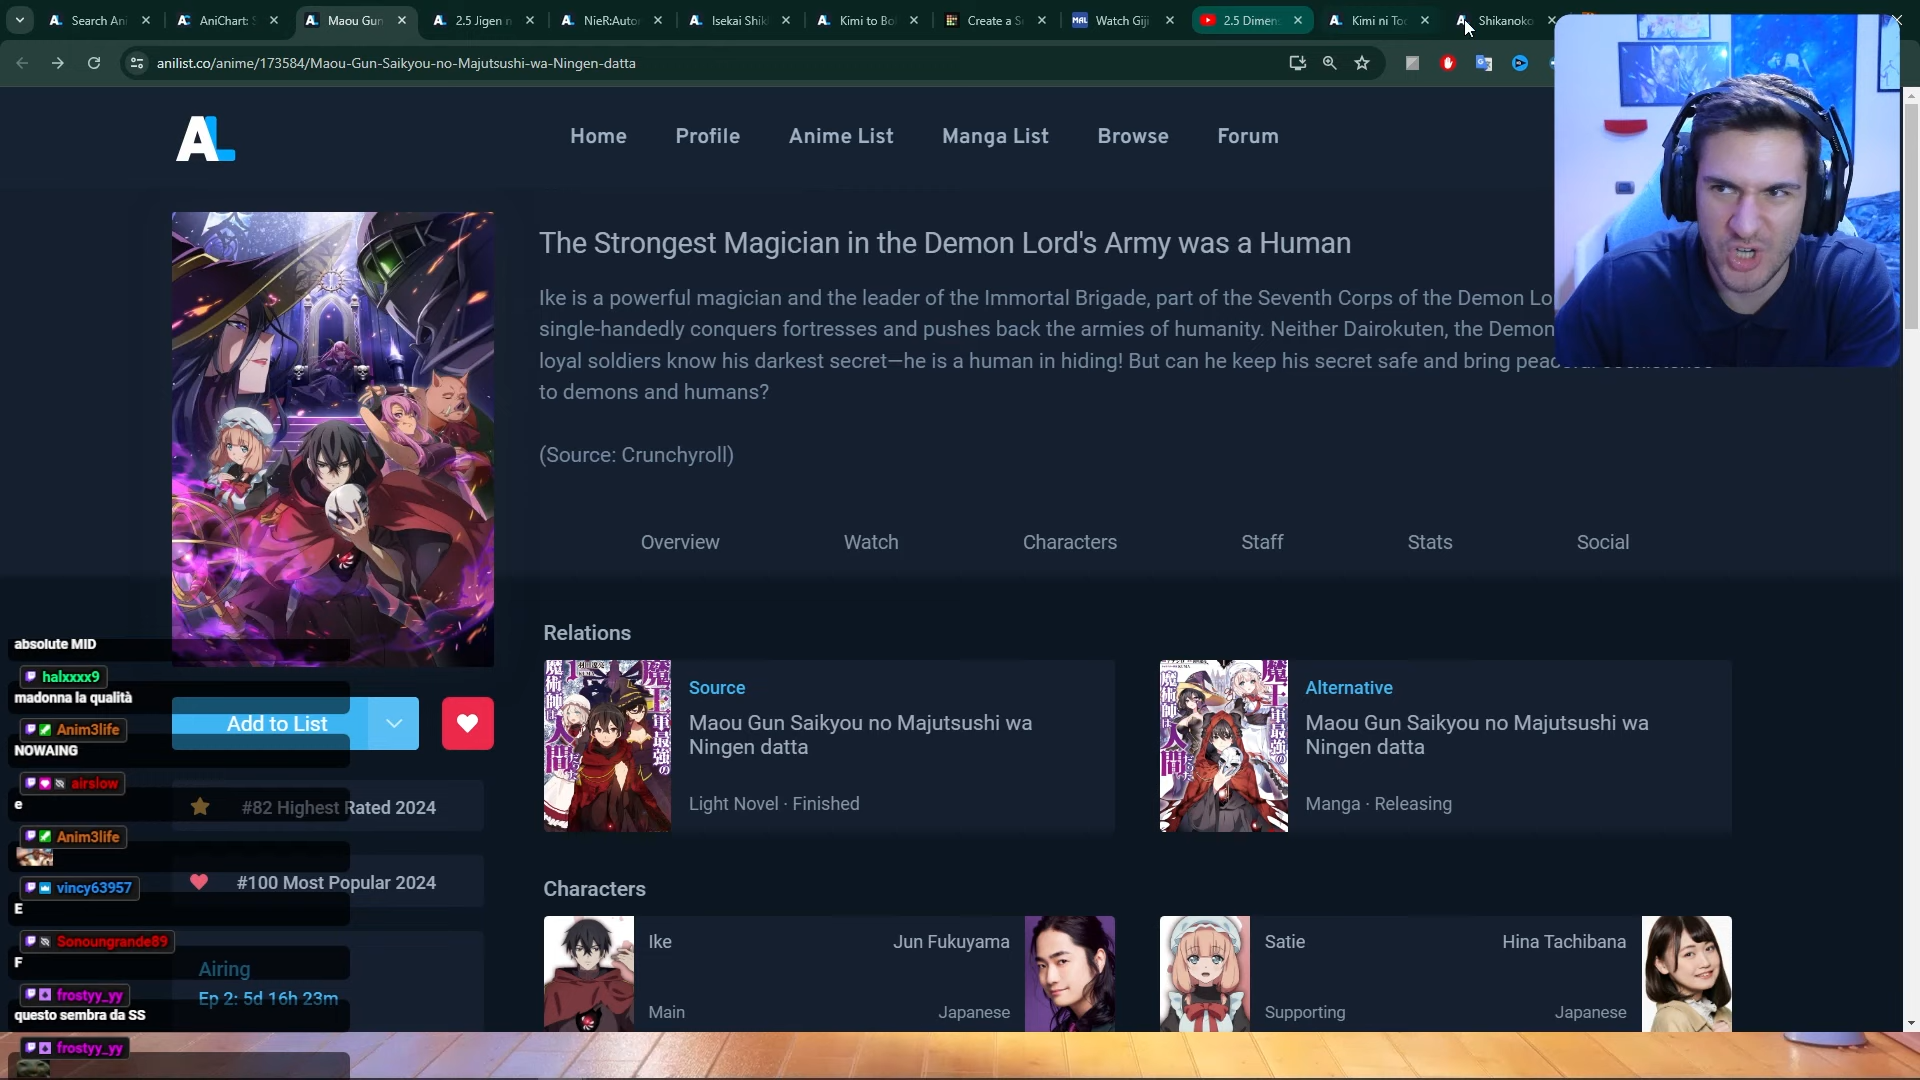 Search Ani
AniChart: S
Maou Gun
2.5 Jigen n
NieR:Autor
Isekai Shik
Kimi to Bo
Create a S
MAL
Watch Giji
2.5 Dimen
Kimi ni Toc
Shikanoko
anilist.co/anime/173584/Maou-Gun-Saikyou-no-Majutsushi-wa-Ningen-datta
AL
Home
Profile
Anime List
Manga List
Browse
Forum
The Strongest Magician in the Demon Lord's Army was a Human
Ike is a powerful magician and the leader of the Immortal Brigade, part of the Seventh Corps of the Demon Lo
single-handedly conquers fortresses and pushes back the armies of humanity. Neither Dairokuten, the Demon
loyal soldiers know his darkest secret—he is a human in hiding! But can he keep his secret safe and bring
to demons and humans?
(Source: Crunchyroll)
Overview
Watch
Characters
Staff
Stats
Social
Relations
Source
Maou Gun Saikyou no Majutsushi wa
Ningen datta
Light Novel · Finished
Alternative
Maou Gun Saikyou no Majutsushi wa
Ningen datta
Manga · Releasing
Characters
Ike
Jun Fukuyama
Main
Japanese
Satie
Hina Tachibana
Supporting
Japanese
Add to List
#82 Highest Rated 2024
#100 Most Popular 2024
Airing
Ep 2: 5d 16h 23m
absolute MID
halxxxx9
madonna la qualità
Anim3life
NOWAING
airslow
e
Anim3life
vincy63957
E
Sonoungrande89
F
frostyy_yy
questo sembra da SS
frostyy_yy